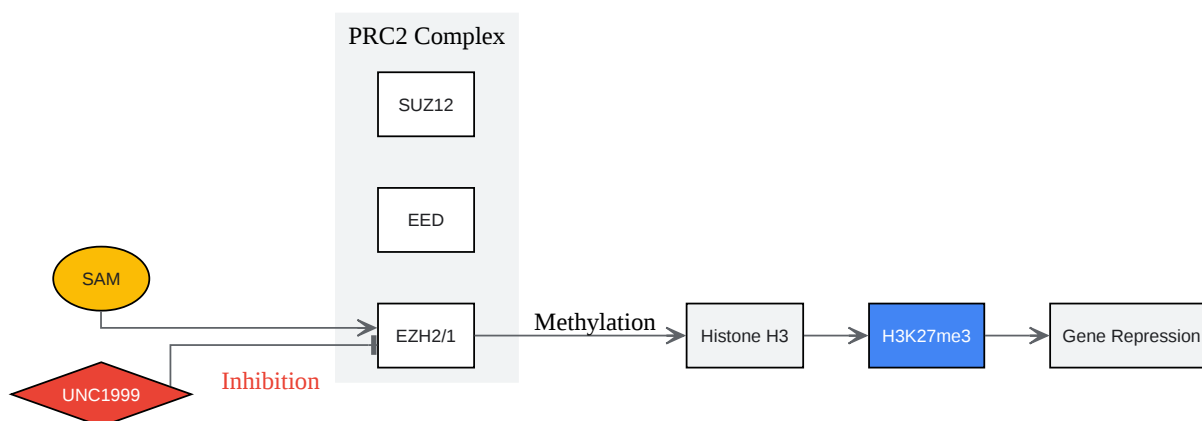 PRC2 Complex
SUZ12
EED
SAM
EZH2/1
Methylation
Histone H3
H3K27me3
Gene Repression
UNC1999
Inhibition